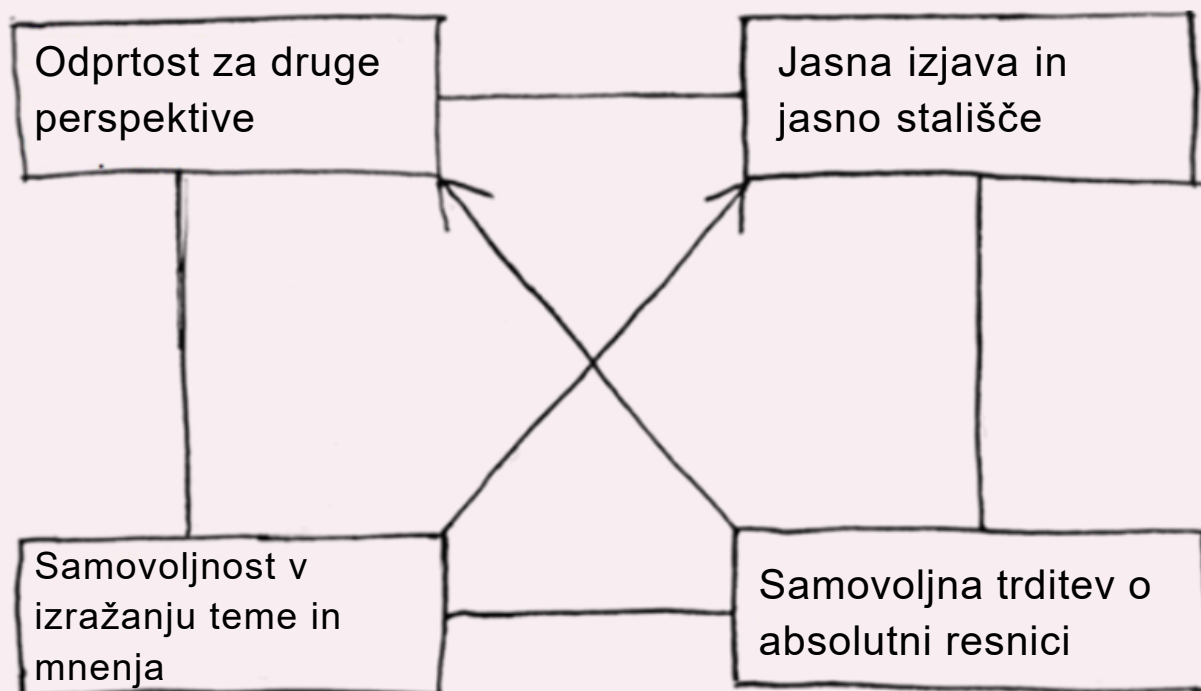 Odprtost za druge
perspektive
Jasna izjava in
jasno stališče
Samovoljnost v
izražanju teme in
mnenja
Samovoljna trditev o
absolutni resnici